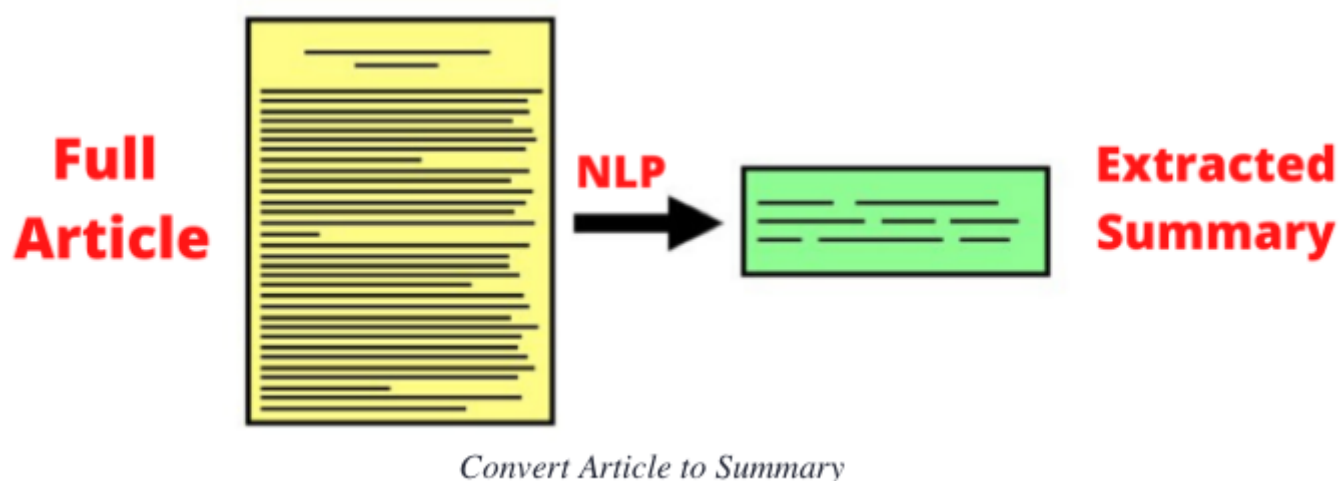 Full
Article
NLP
Extracted
Summary
Convert Article to Summary